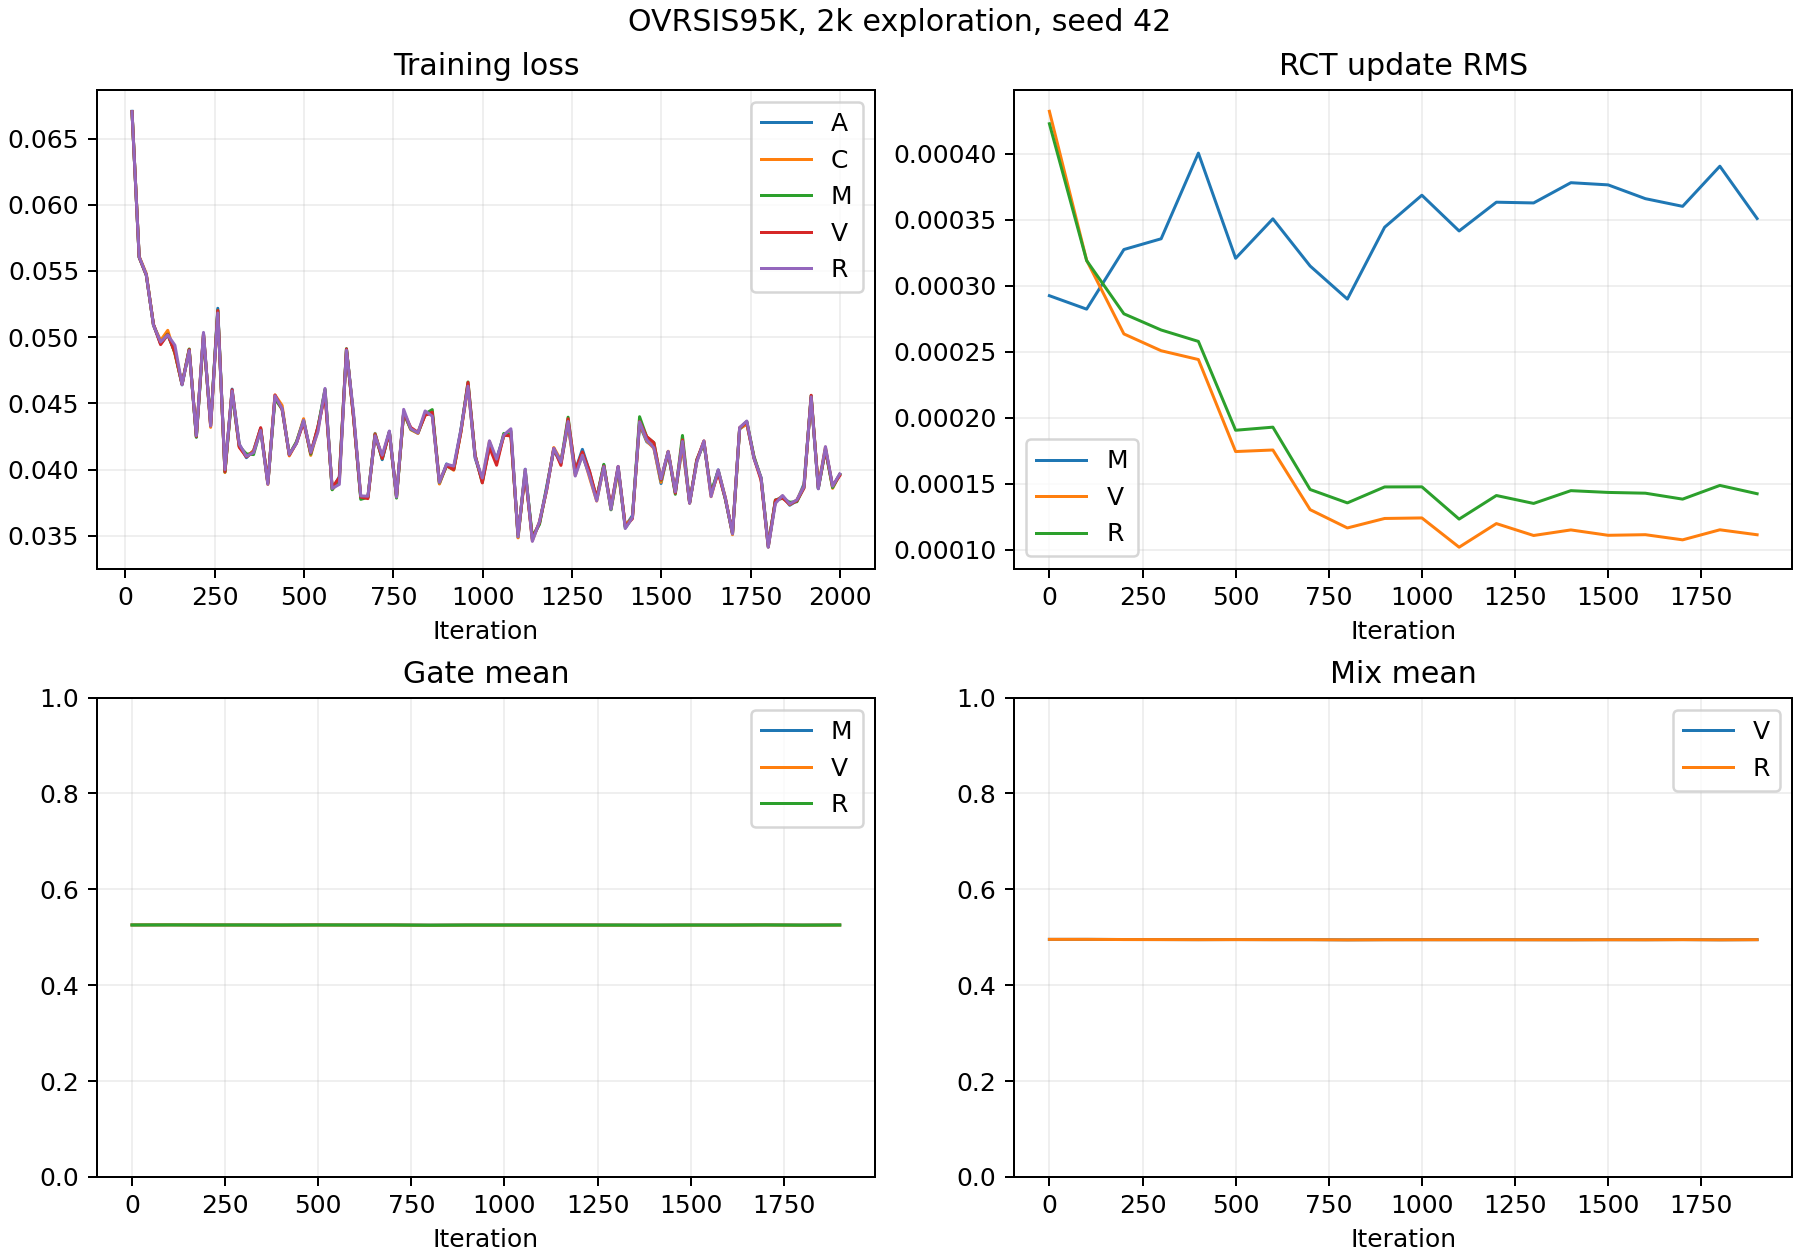 OVRSIS95K, 2k exploration, seed 42
Training loss
0.065
0.060
0.055
0.050
0.045
0.040
0.035
A
C
M
V
R
0 250 500 750 1000 1250 1500 1750 2000
Iteration
RCT update RMS
0.00040
0.00035
0.00030
0.00025
0.00020
0.00015
0.00010
M
V
R
0 250 500 750 1000 1250 1500 1750
Iteration
Gate mean
1.0
0.8
0.6
0.4
0.2
0.0
M
V
R
0 250 500 750 1000 1250 1500 1750
Iteration
Mix mean
1.0
0.8
0.6
0.4
0.2
0.0
V
R
0 250 500 750 1000 1250 1500 1750
Iteration